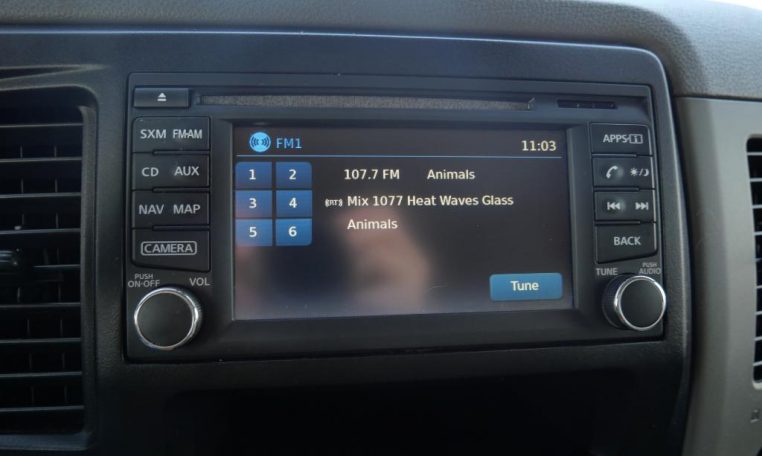 SXM FM·AM
CD AUX
NAV MAP
CAMERA
PUSH
ON-OFF
VOL
FM1
11:03
1 2
3 4
5 6
107.7 FM Animals
RTS Mix 1077 Heat Waves Glass
Animals
Tune
APPS·i
BACK
TUNE
PUSH
AUDIO